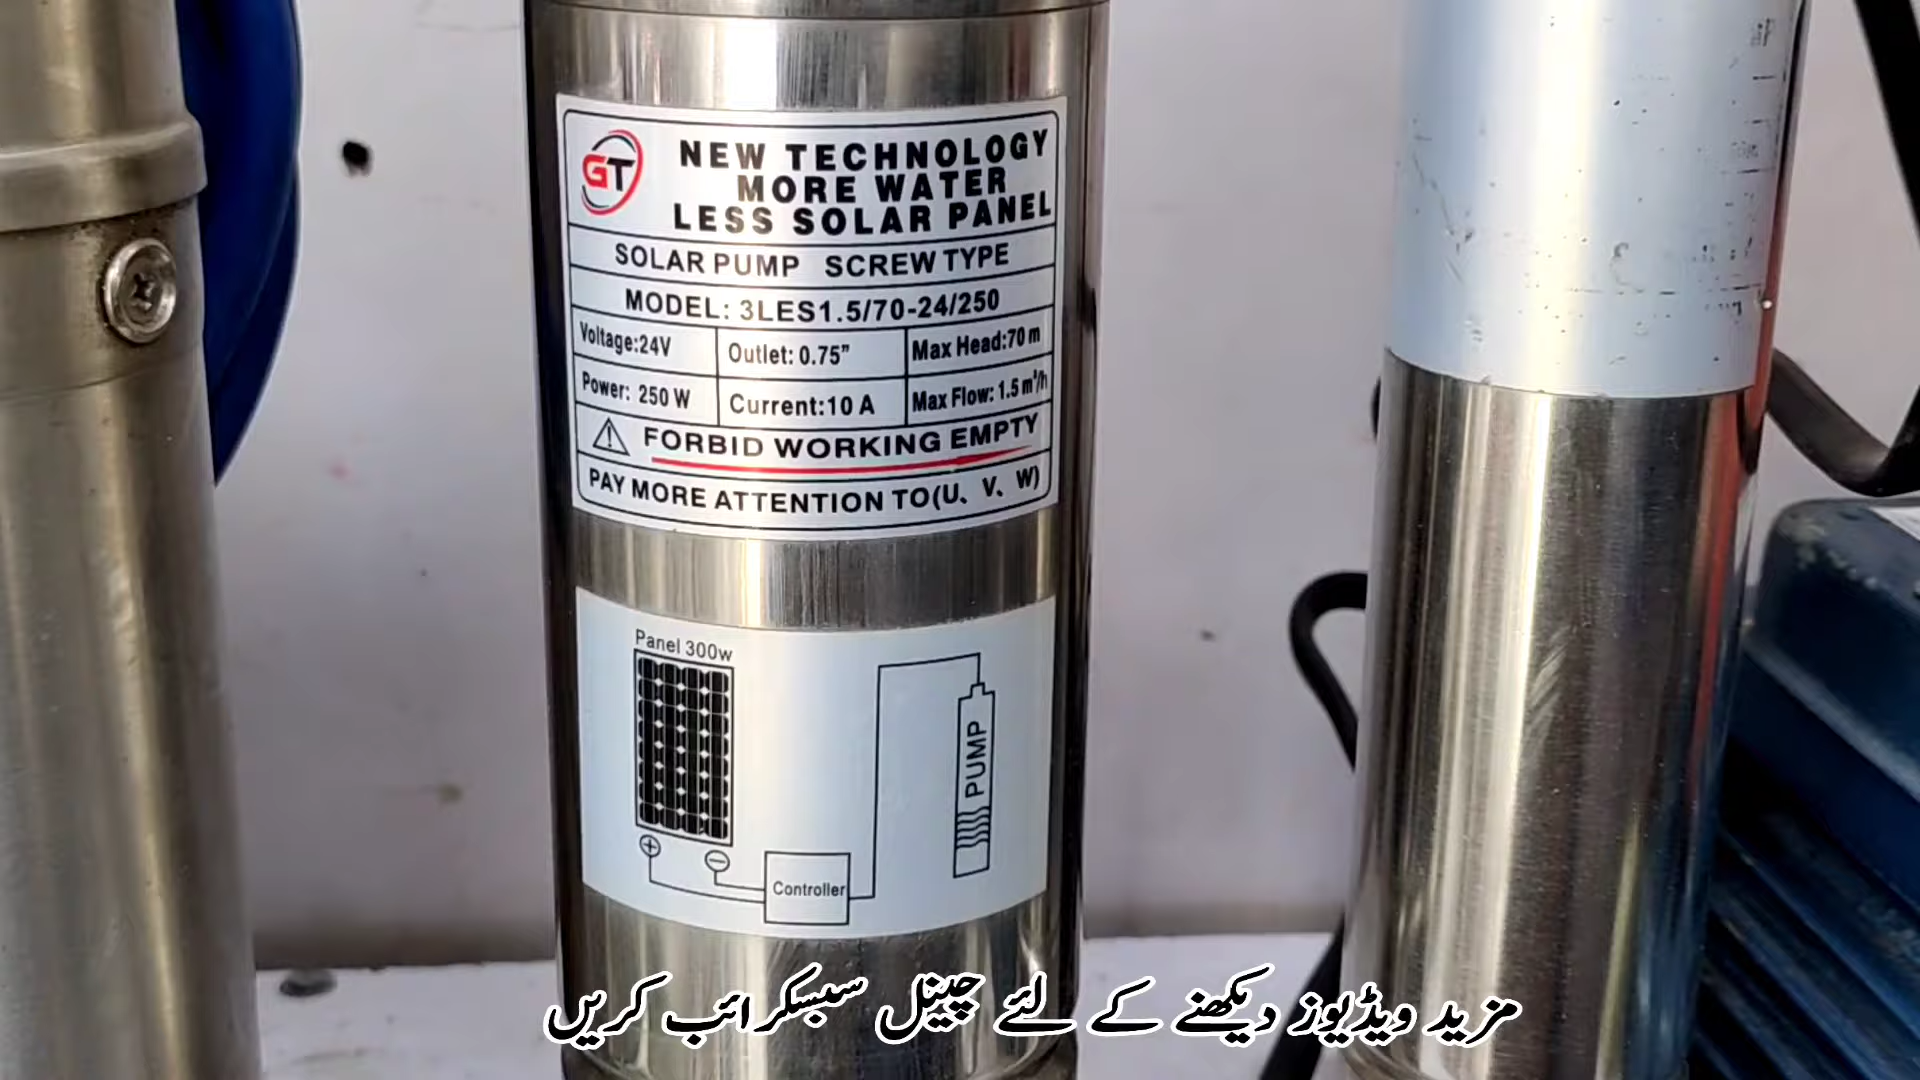 GT
NEW TECHNOLOGY
MORE WATER
LESS SOLAR PANEL
SOLAR PUMP SCREW TYPE
MODEL: 3LES1.5/70-24/250
Voltage:24V Outlet: 0.75” Max Head:70 m
Power: 250 W Current:10 A Max Flow: 1.5 m³/h
FORBID WORKING EMPTY
PAY MORE ATTENTION TO(U、V、W)
Panel 300w
PUMP
Controller
مزید ویڈیوز دیکھنے کے لئے چینل سبسکرائب کریں